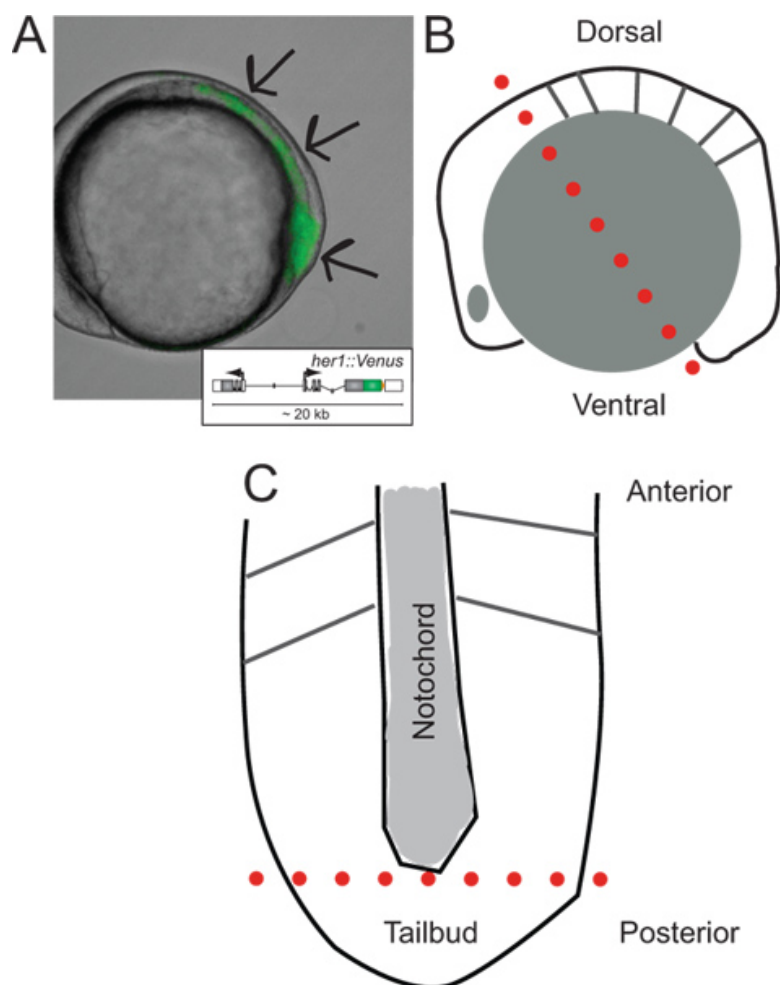 A
her1::Venus
~ 20 kb
B
Dorsal
Ventral
C
Anterior
Notochord
Tailbud
Posterior